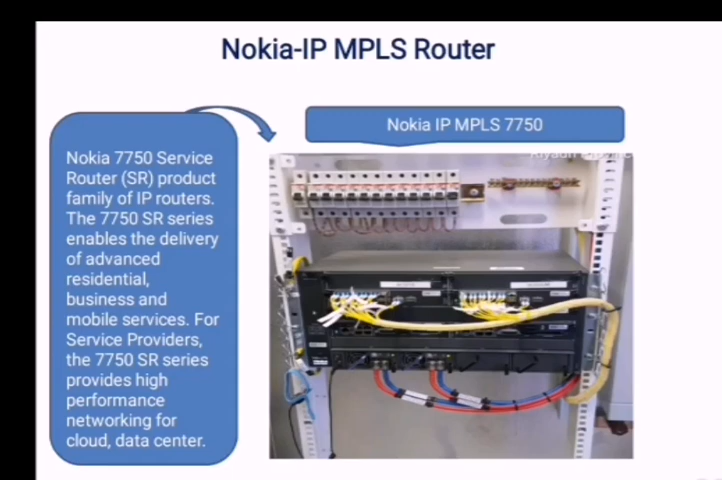 Nokia-IP MPLS Router
Nokia IP MPLS 7750
Nokia 7750 Service
Router (SR) product
family of IP routers.
The 7750 SR series
enables the delivery
of advanced
residential,
business and
mobile services. For
Service Providers,
the 7750 SR series
provides high
performance
networking for
cloud, data center.